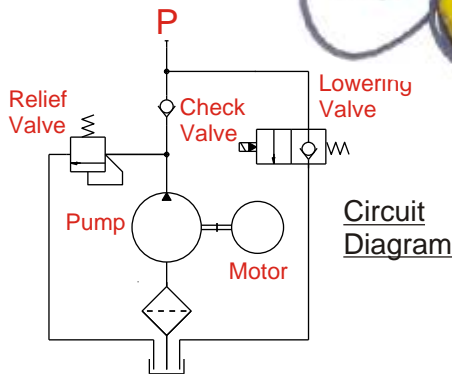 P
Relief
Valve
Check
Valve
Lowering
Valve
Pump
Motor
Circuit
Diagram